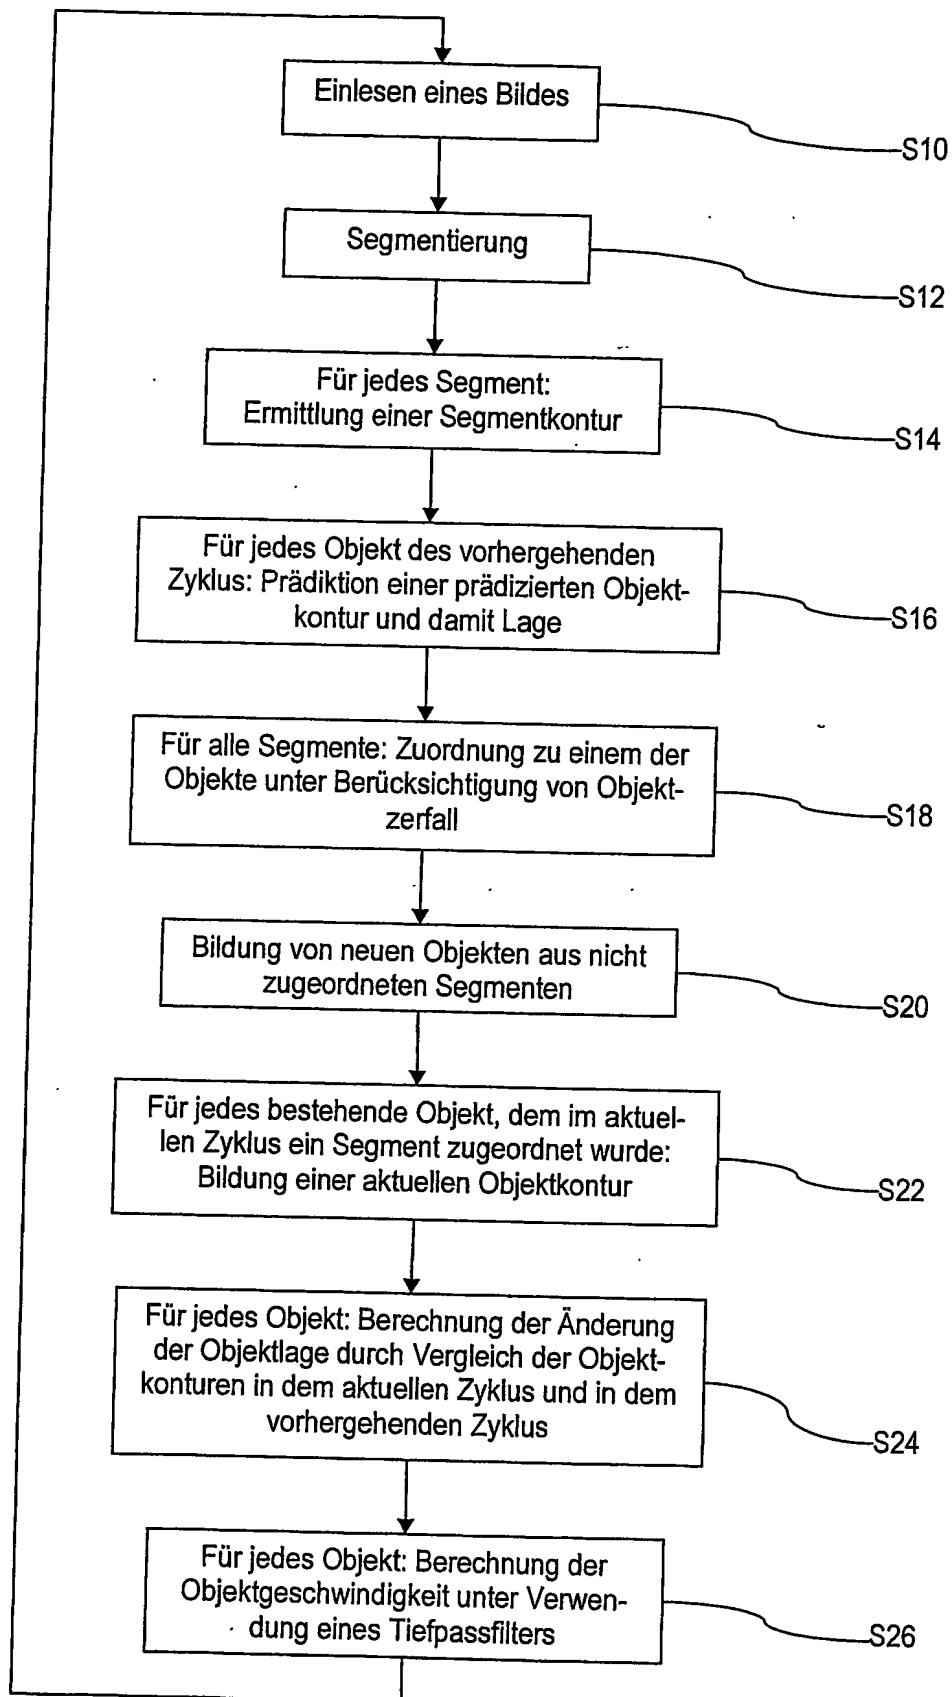 Einlesen eines Bildes
S10
Segmentierung
S12
Für jedes Segment:
Ermittlung einer Segmentkontur
S14
Für jedes Objekt des vorhergehenden
Zyklus: Prädiktion einer prädizierten Objekt-
kontur und damit Lage
S16
Für alle Segmente: Zuordnung zu einem der
Objekte unter Berücksichtigung von Objekt-
zerfall
S18
Bildung von neuen Objekten aus nicht
zugeordneten Segmenten
S20
Für jedes bestehende Objekt, dem im aktuel-
len Zyklus ein Segment zugeordnet wurde:
Bildung einer aktuellen Objektkontur
S22
Für jedes Objekt: Berechnung der Änderung
der Objektlage durch Vergleich der Objekt-
konturen in dem aktuellen Zyklus und in dem
vorhergehenden Zyklus
S24
Für jedes Objekt: Berechnung der
Objektgeschwindigkeit unter Verwen-
dung eines Tiefpassfilters
S26